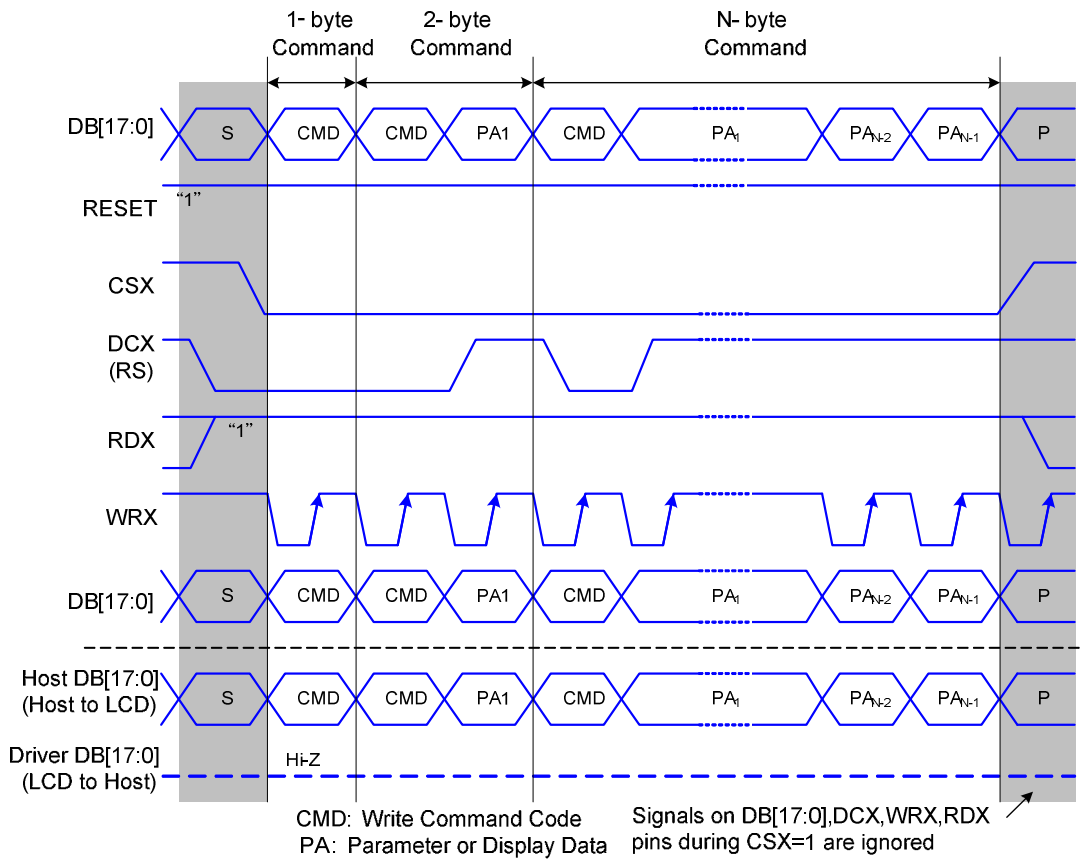 1- byte Command
2- byte Command
N- byte Command
DB[17:0] S CMD CMD PA1 CMD PA1 PAN-2 PAN-1 P
RESET “1”
CSX
DCX (RS)
RDX “1”
WRX
DB[17:0] S CMD CMD PA1 CMD PA1 PAN-2 PAN-1 P
Host DB[17:0] (Host to LCD) S CMD CMD PA1 CMD PA1 PAN-2 PAN-1 P
Driver DB[17:0] (LCD to Host) Hi-Z
CMD: Write Command Code
PA: Parameter or Display Data
Signals on DB[17:0],DCX,WRX,RDX
pins during CSX=1 are ignored